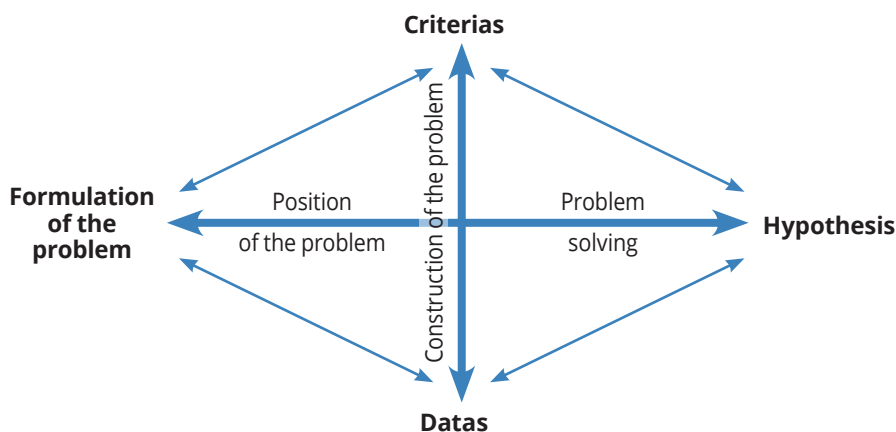 Criterias
Construction of the problem
Formulation
of the
problem
Position
of the problem
Problem
solving
Hypothesis
Datas